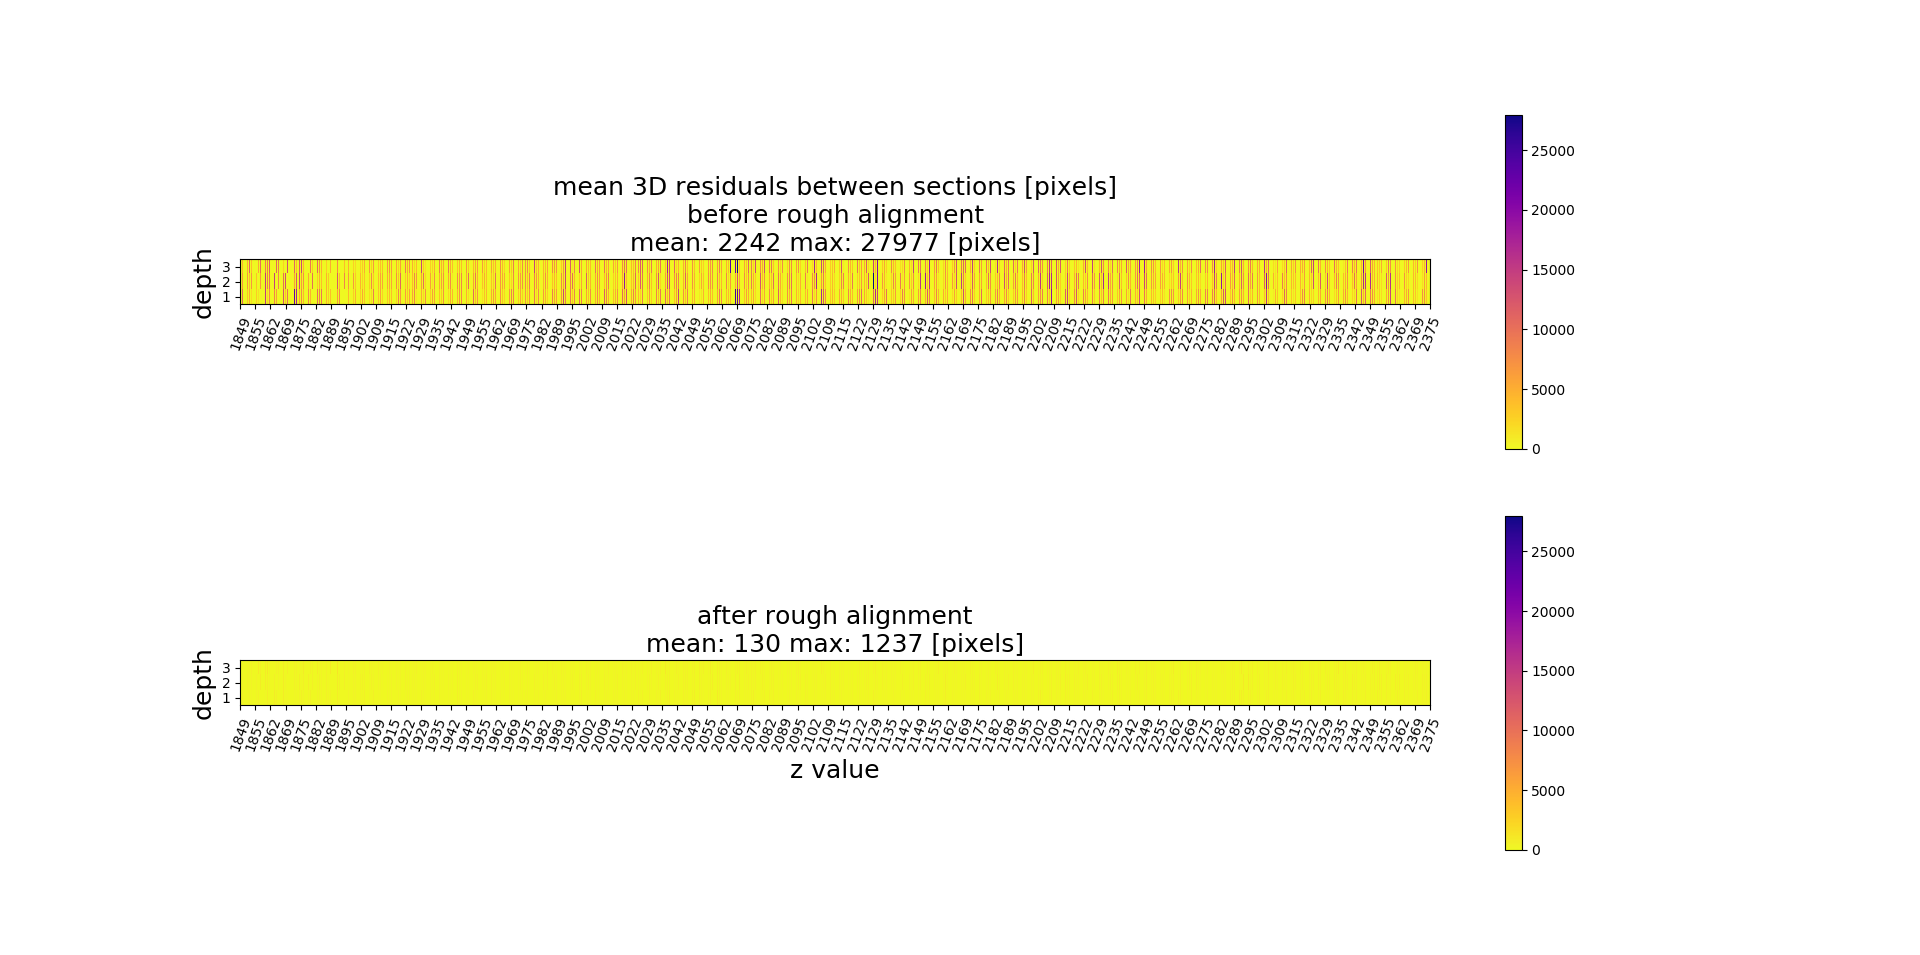 mean 3D residuals between sections [pixels]
before rough alignment
mean: 2242 max: 27977 [pixels]
depth
3
2
1
1849 1855 1862 1869 1875 1882 1889 1895 1902 1909 1915 1922 1929 1935 1942 1949 1955 1962 1969 1975 1982 1989 1995 2002 2009 2015 2022 2029 2035 2042 2049 2055 2062 2069 2075 2082 2089 2095 2102 2109 2115 2122 2129 2135 2142 2149 2155 2162 2169 2175 2182 2189 2195 2202 2209 2215 2222 2229 2235 2242 2249 2255 2262 2269 2275 2282 2289 2295 2302 2309 2315 2322 2329 2335 2342 2349 2355 2362 2369 2375
25000
20000
15000
10000
5000
0
after rough alignment
mean: 130 max: 1237 [pixels]
depth
3
2
1
1849 1855 1862 1869 1875 1882 1889 1895 1902 1909 1915 1922 1929 1935 1942 1949 1955 1962 1969 1975 1982 1989 1995 2002 2009 2015 2022 2029 2035 2042 2049 2055 2062 2069 2075 2082 2089 2095 2102 2109 2115 2122 2129 2135 2142 2149 2155 2162 2169 2175 2182 2189 2195 2202 2209 2215 2222 2229 2235 2242 2249 2255 2262 2269 2275 2282 2289 2295 2302 2309 2315 2322 2329 2335 2342 2349 2355 2362 2369 2375
z value
25000
20000
15000
10000
5000
0